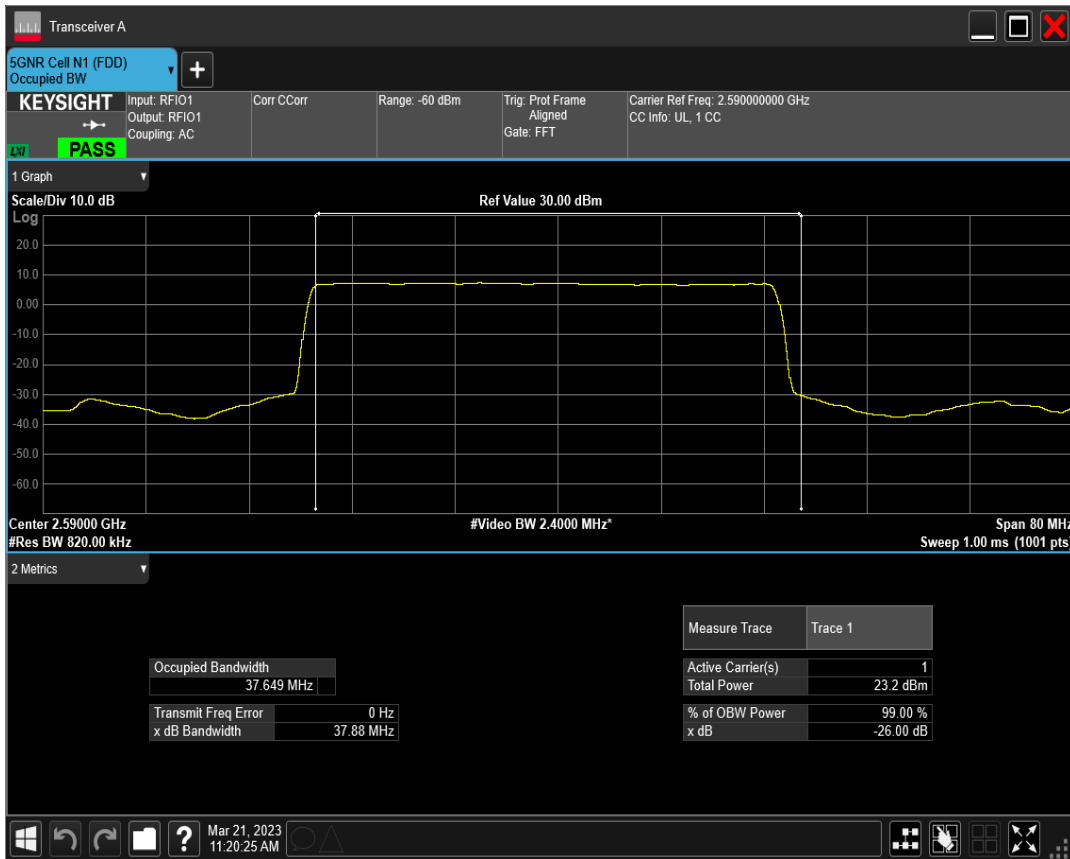 Transceiver A
5GNR Cell N1 (FDD)
Occupied BW
+
KEYSIGHT
LXI
PASS
Input: RFIO1
Output: RFIO1
Coupling: AC
Corr CCorr
Range: -60 dBm
Trig: Prot Frame
Aligned
Gate: FFT
Carrier Ref Freq: 2.590000000 GHz
CC Info: UL, 1 CC
1 Graph
Scale/Div 10.0 dB
Ref Value 30.00 dBm
Log
20.0
10.0
0.00
-10.0
-20.0
-30.0
-40.0
-50.0
-60.0
Center 2.59000 GHz
#Video BW 2.4000 MHz*
Span 80 MHz
#Res BW 820.00 kHz
Sweep 1.00 ms (1001 pts)
2 Metrics
Measure Trace Trace 1
Occupied Bandwidth
37.649 MHz
Active Carrier(s) 1
Total Power 23.2 dBm
Transmit Freq Error 0 Hz
x dB Bandwidth 37.88 MHz
% of OBW Power 99.00 %
x dB -26.00 dB
?
Mar 21, 2023
11:20:25 AM